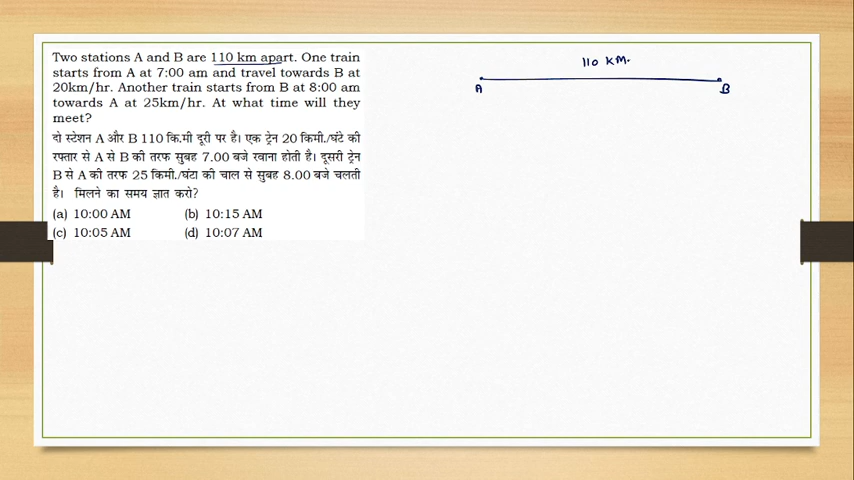 Two stations A and B are 110 km apart. One train
starts from A at 7:00 am and travel towards B at
20km/hr. Another train starts from B at 8:00 am
towards A at 25km/hr. At what time will they
meet?
दो स्टेशन A और B 110 कि.मी दूरी पर है। एक ट्रेन 20 किमी./घंटे की
रफ्तार से A से B की तरफ सुबह 7.00 बजे रवाना होती है। दूसरी ट्रेन
B से A की तरफ 25 किमी./घंटा की चाल से सुबह 8.00 बजे चलती
है। मिलने का समय ज्ञात करो?
(a) 10:00 AM (b) 10:15 AM
(c) 10:05 AM (d) 10:07 AM
110 KM.
A B